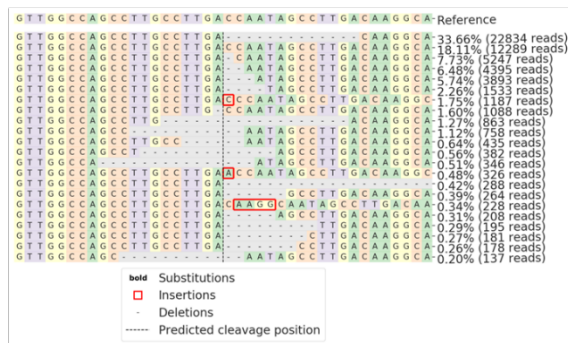 G T T G G C C A G C C T T G C C T T G A C C A A T A G C C T T G A C A A G G C A -Reference
G T T G G C C A G C C T T G C C T T G A - - - - - - - - - - - - - C A A G G C A -33.66% (22834 reads)
G T T G G C C A G C C T T G C C T T G A C C A A T A G C C T T G A C A A G G C A -18.11% (12289 reads)
G T T G G C C A G C C T T G C C T T G A - C A A T A G C C T T G A C A A G G C A -7.73% (5247 reads)
G T T G G C C A G C C T T G C C T T G A - - A A T A G C C T T G A C A A G G C A -6.48% (4395 reads)
G T T G G C C A G C C T T G C C T T G A - - - A T A G C C T T G A C A A G G C A -5.74% (3893 reads)
G T T G G C C A G C C T T G C C T T G A - - - - T A G C C T T G A C A A G G C A -2.26% (1533 reads)
G T T G G C C A G C C T T G C C T T G A C C C A A T A G C C T T G A C A A G G C -1.75% (1187 reads)
G T T G G C C A G C C T T G C C T T G - C C A A T A G C C T T G A C A A G G C A -1.60% (1088 reads)
G T T G G C C A G C C T T G - - - - - - - - - - - - - - - - - - A C A A G G C A -1.27% (863 reads)
G T T G G C C A G C C - - - - - - - - - - - A A T A G C C T T G A C A A G G C A -1.12% (758 reads)
G T T G G C C A G C C T T G C C - - - - - - A A T A G C C T T G A C A A G G C A -0.64% (435 reads)
-0.56% (382 reads)
G T T G G C C A - - - - - - - - - - - - - - - A T A G C C T T G A C A A G G C A -0.51% (346 reads)
G T T G G C C A G C C T T G C C T T G A A C C A A T A G C C T T G A C A A G G C -0.48% (326 reads)
-0.42% (288 reads)
G T T G G C C A G C C T T G C C T T G A - - - - - - G C C T T G A C A A G G C A -0.39% (264 reads)
G T T G G C C A G C C T T G C C T T G A C A A G G C A A T A G C C T T G A C A A -0.34% (228 reads)
G T T G G C C A G C C T T G C C T T G A - - - - - A G C C T T G A C A A G G C A -0.31% (208 reads)
-0.29% (195 reads)
G T T G G C C A G C C T T G C C T T G A - - - - - - - - C T T G A C A A G G C A -0.27% (181 reads)
-0.26% (178 reads)
G T T G G C C A G C - - - - - - - - - - - - A A T A G C C T T G A C A A G G C A -0.20% (137 reads)
bold Substitutions
Insertions
- Deletions
Predicted cleavage position